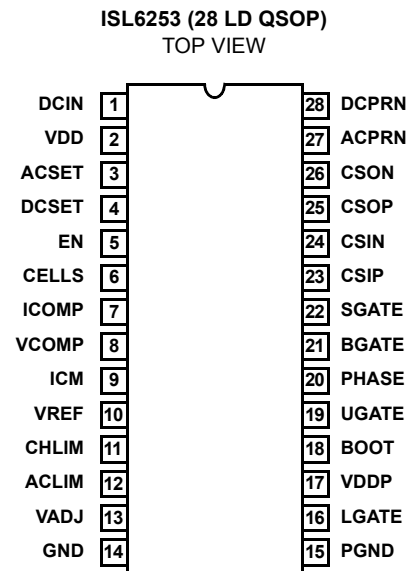 ISL6253 (28 LD QSOP)
TOP VIEW
DCIN 1 28 DCPRN
VDD 2 27 ACPRN
ACSET 3 26 CSON
DCSET 4 25 CSOP
EN 5 24 CSIN
CELLS 6 23 CSIP
ICOMP 7 22 SGATE
VCOMP 8 21 BGATE
ICM 9 20 PHASE
VREF 10 19 UGATE
CHLIM 11 18 BOOT
ACLIM 12 17 VDDP
VADJ 13 16 LGATE
GND 14 15 PGND